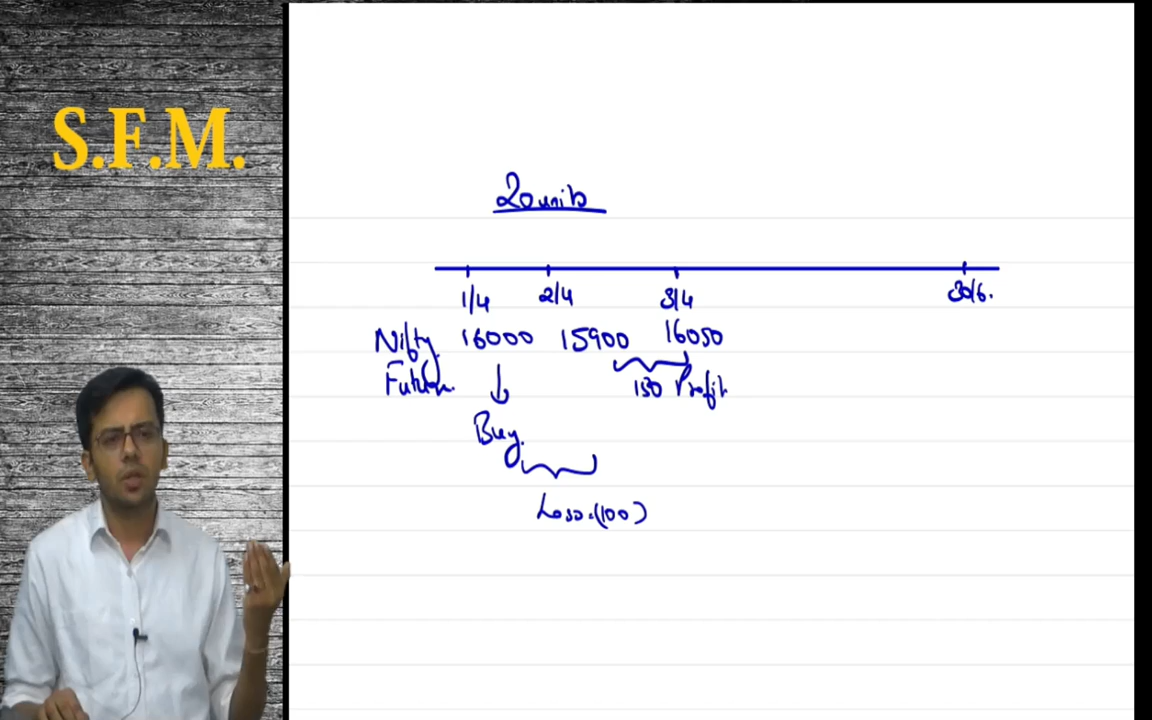 S.F.M.
20 units
1/4 2/4 3/4 30/6.
Nifty 16000 15900 16050
Future 150 Profit
Buy.
Loss.(100)